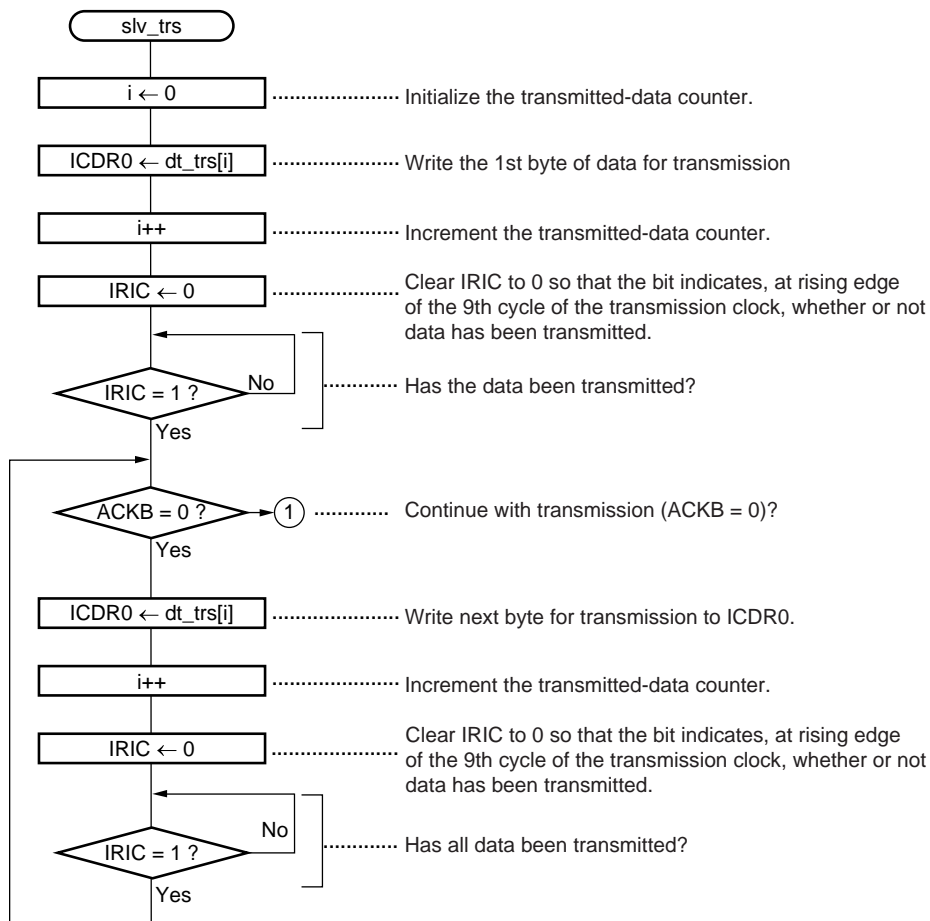 slv_trs
i ← 0
Initialize the transmitted-data counter.
ICDR0 ← dt_trs[i]
Write the 1st byte of data for transmission
i++
Increment the transmitted-data counter.
IRIC ← 0
Clear IRIC to 0 so that the bit indicates, at rising edge
of the 9th cycle of the transmission clock, whether or not
data has been transmitted.
IRIC = 1 ?
No
Has the data been transmitted?
Yes
ACKB = 0 ?
1
Continue with transmission (ACKB = 0)?
Yes
ICDR0 ← dt_trs[i]
Write next byte for transmission to ICDR0.
i++
Increment the transmitted-data counter.
IRIC ← 0
Clear IRIC to 0 so that the bit indicates, at rising edge
of the 9th cycle of the transmission clock, whether or not
data has been transmitted.
No
IRIC = 1 ?
Has all data been transmitted?
Yes